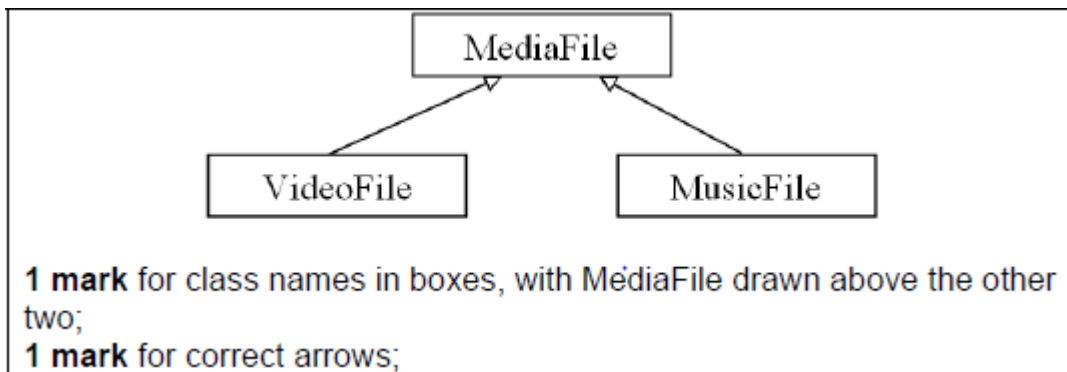 MediaFile
VideoFile MusicFile
1 mark for class names in boxes, with MediaFile drawn above the other
two;
1 mark for correct arrows;